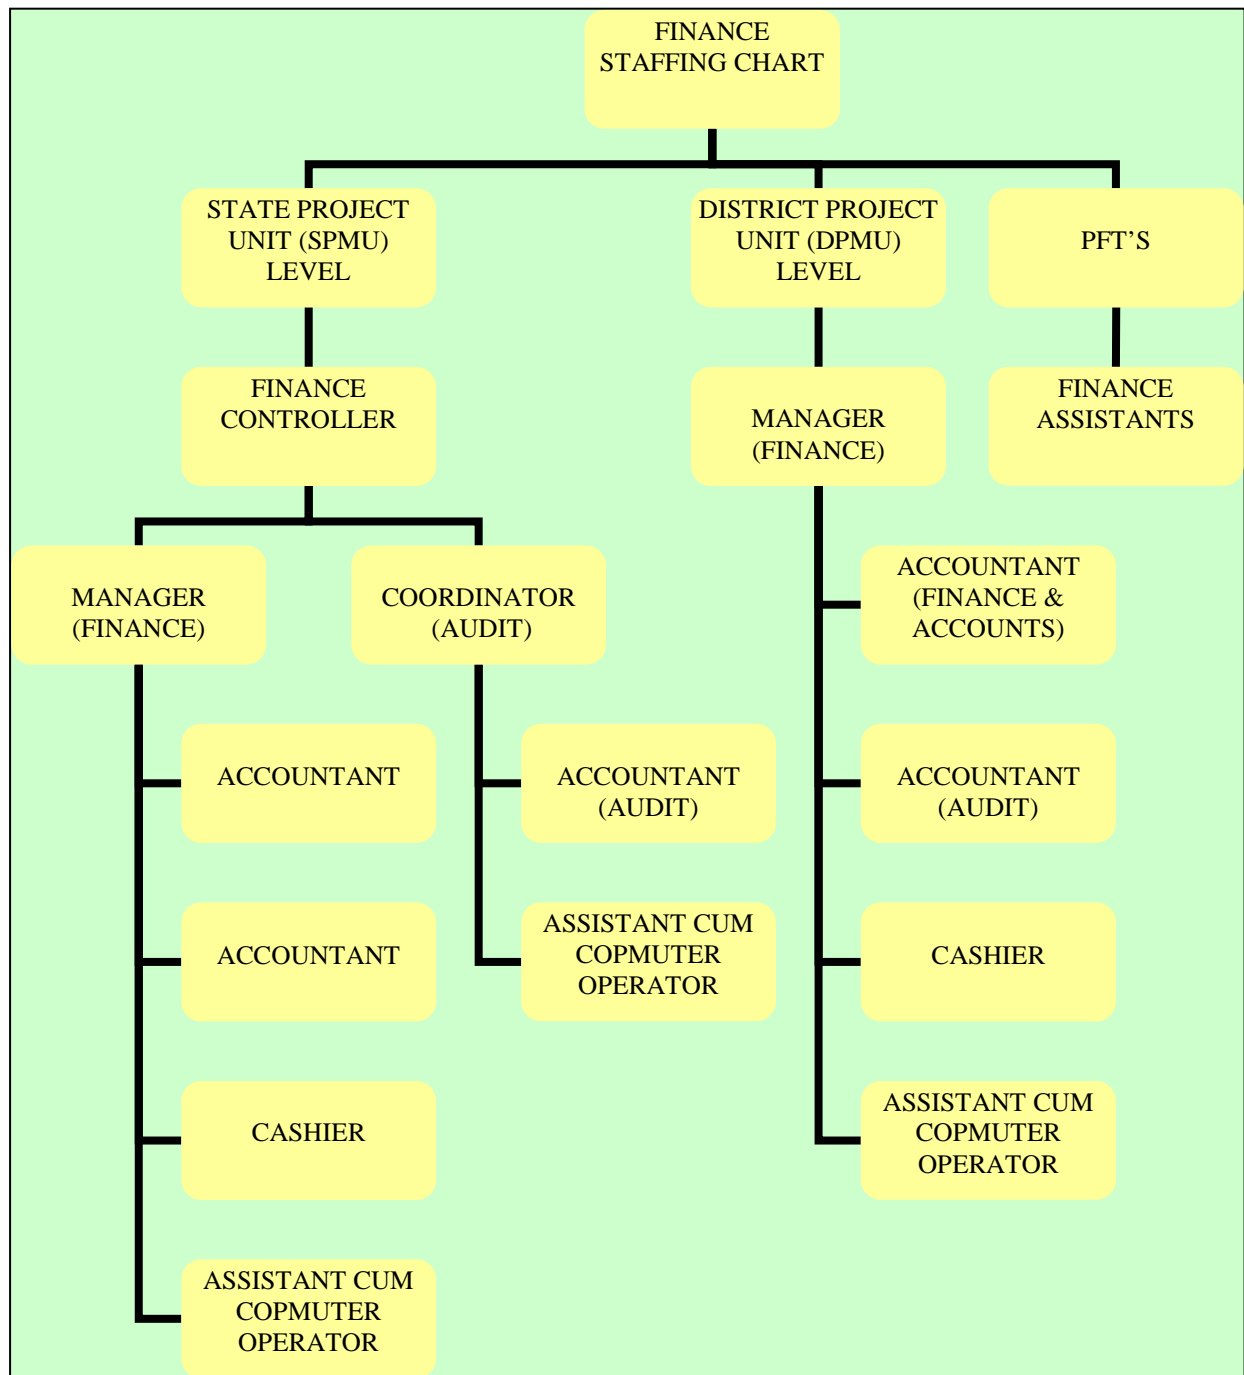 FINANCE
STAFFING CHART
STATE PROJECT
UNIT (SPMU)
LEVEL
DISTRICT PROJECT
UNIT (DPMU)
LEVEL
PFT’S
FINANCE
CONTROLLER
MANAGER
(FINANCE)
FINANCE
ASSISTANTS
MANAGER
(FINANCE)
COORDINATOR
(AUDIT)
ACCOUNTANT
(FINANCE &
ACCOUNTS)
ACCOUNTANT
ACCOUNTANT
(AUDIT)
ACCOUNTANT
(AUDIT)
ACCOUNTANT
ASSISTANT CUM
COPMUTER
OPERATOR
CASHIER
CASHIER
ASSISTANT CUM
COPMUTER
OPERATOR
ASSISTANT CUM
COPMUTER
OPERATOR